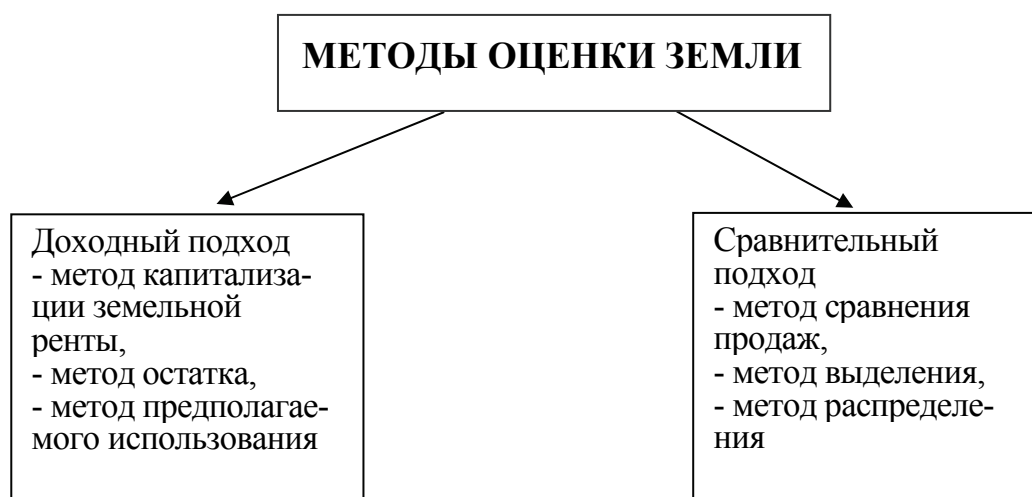 МЕТОДЫ ОЦЕНКИ ЗЕМЛИ
Доходный подход
- метод капитализа-
ции земельной
ренты,
- метод остатка,
- метод предполагае-
мого использования
Сравнительный
подход
- метод сравнения
продаж,
- метод выделения,
- метод распределе-
ния